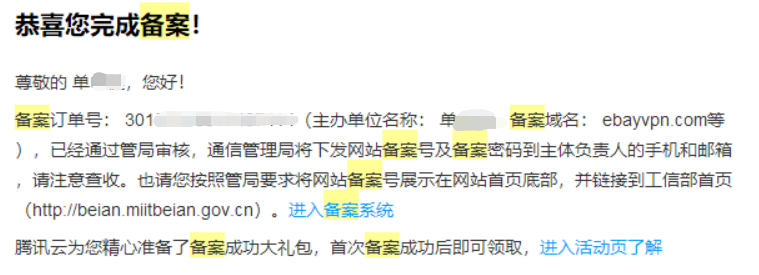 恭喜您完成备案！
尊敬的 单，您好！
备案订单号： 301（主办单位名称： 单 备案域名： ebayvpn.com等
），已经通过管局审核，通信管理局将下发网站备案号及备案密码到主体负责人的手机和邮箱
，请注意查收。也请您按照管局要求将网站备案号展示在网站首页底部，并链接到工信部首页
（http://beian.miitbeian.gov.cn）。进入备案系统
腾讯云为您精心准备了备案成功大礼包，首次备案成功后即可领取，进入活动页了解